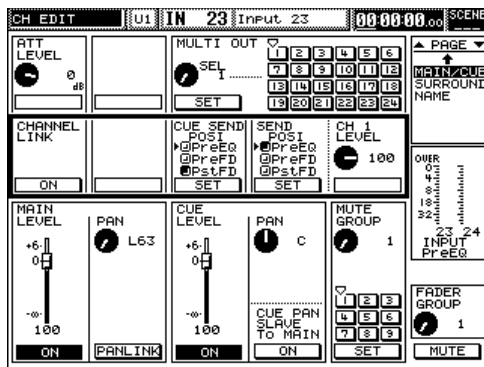 CH EDIT U1 IN 23 Input 23 00:00:00.00 SCENE
ATT LEVEL
0 dB
MULTI OUT
SEL 1
SET
1 2 3 4 5 6
7 8 9 10 11 12
13 14 15 16 17 18
19 20 21 22 23 24
PAGE
MAIN/CUE
SURROUND
NAME
CHANNEL LINK
ON
CUE SEND POSI
PreEQ
PreFD
PstFD
SET
SEND POSI
PreEQ
PreFD
PstFD
SET
CH 1 LEVEL
100
OVER
0
4
8
18
32
23 24
INPUT
PreEQ
MAIN LEVEL
+6
0
-∞
100
ON
PAN
L63
PANLINK
CUE LEVEL
+6
0
-∞
100
ON
PAN
C
CUE PAN
SLAVE
To MAIN
ON
MUTE GROUP
1
1 2 3
4 5 6
7 8 9
SET
FADER GROUP
1
MUTE